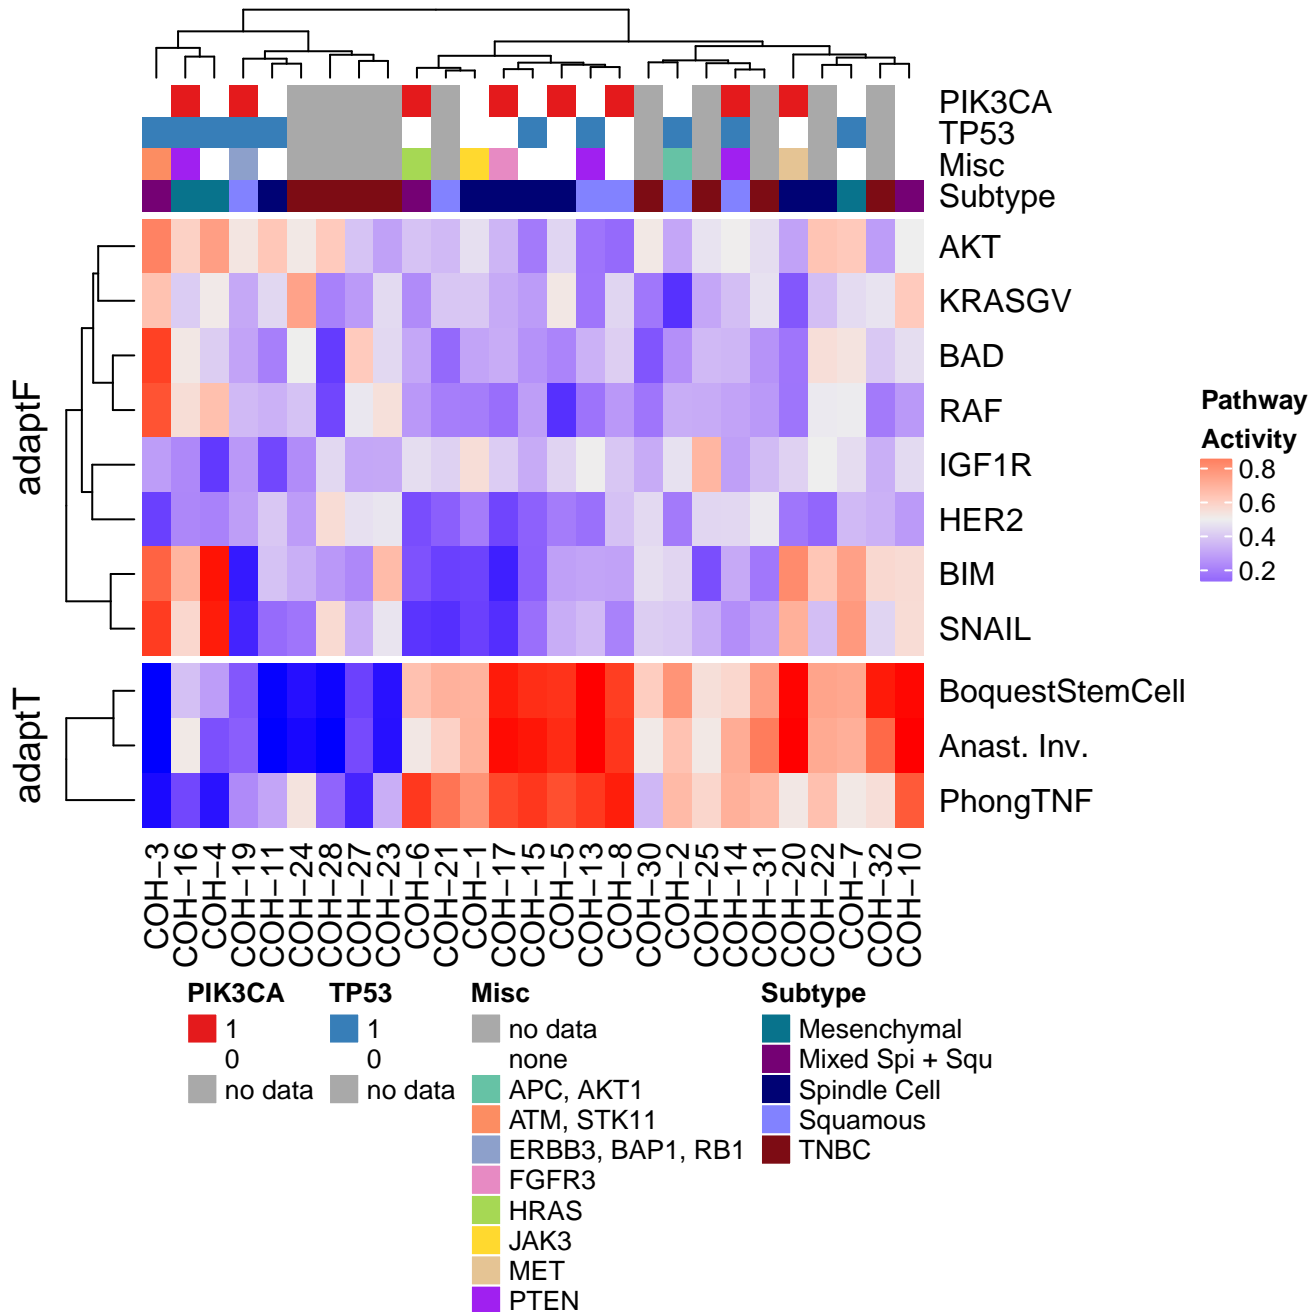 PIK3CA
TP53
Misc
Subtype
adaptF
AKT
KRASGV
BAD
RAF
IGF1R
HER2
BIM
SNAIL
adaptT
BoquestStemCell
Anast. Inv.
PhongTNF
Pathway
Activity
0.8
0.6
0.4
0.2
COH−3
COH−16
COH−4
COH−19
COH−11
COH−24
COH−28
COH−27
COH−23
COH−6
COH−21
COH−1
COH−17
COH−15
COH−5
COH−13
COH−8
COH−30
COH−2
COH−25
COH−14
COH−31
COH−20
COH−22
COH−7
COH−32
COH−10
PIK3CA
1
0
no data
TP53
1
0
no data
Misc
no data
none
APC, AKT1
ATM, STK11
ERBB3, BAP1, RB1
FGFR3
HRAS
JAK3
MET
PTEN
Subtype
Mesenchymal
Mixed Spi + Squ
Spindle Cell
Squamous
TNBC